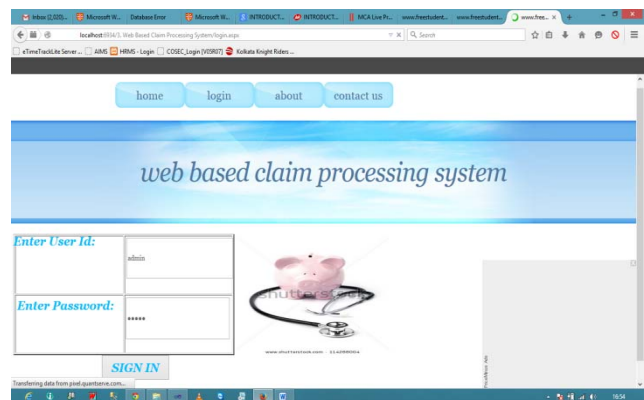 Inbox (2,020)...
Microsoft W...
Database Error
Microsoft W...
INTRODUCT...
INTRODUCT...
MCA Live Pr...
www.freestudent...
www.freestudent...
www.free...
localhost:6934/3. Web Based Claim Processing System/login.aspx
Search
eTimeTrackLite Server ...
AIMS
HRMS - Login
COSEC_Login [V05R07]
Kolkata Knight Riders ...
home
login
about
contact us
web based claim processing system
Enter User Id:
admin
Enter Password:
•••••
SIGN IN
shutterstock
www.shutterstock.com
Transferring data from pixel.quantserve.com...
16:54